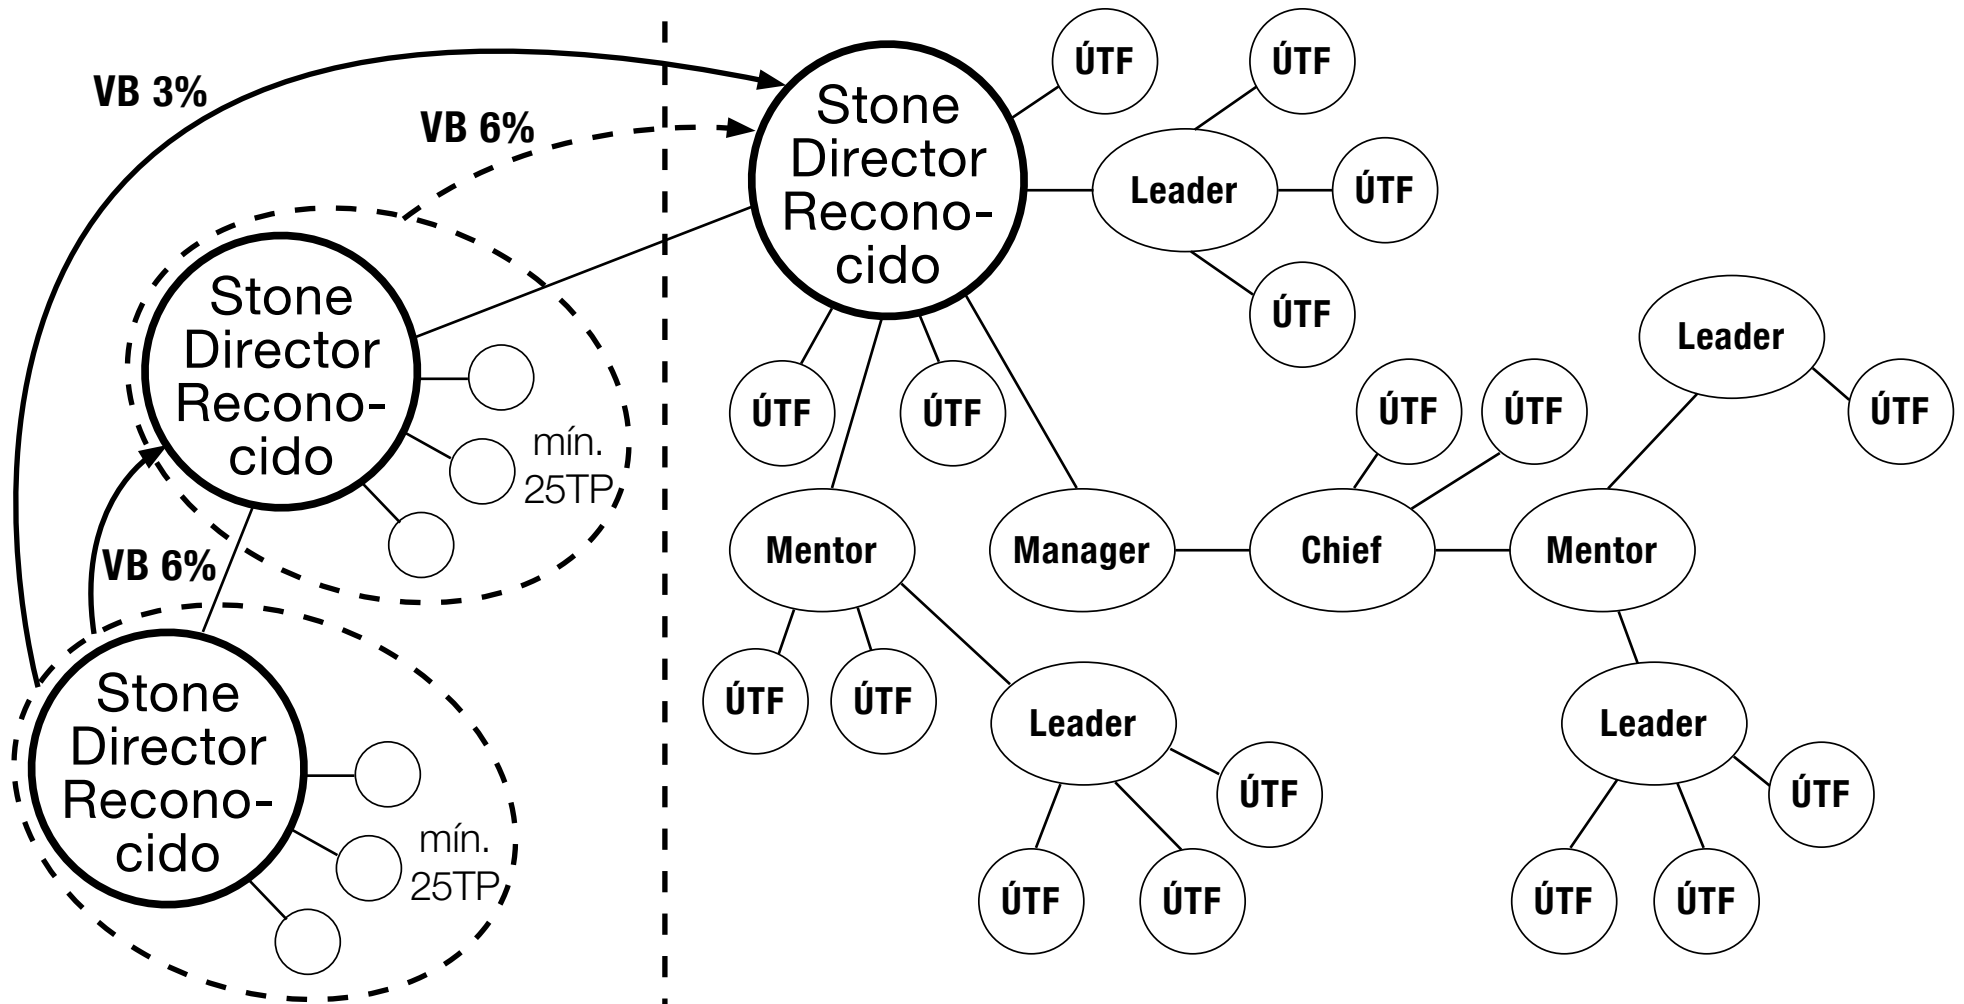 VB 3%
VB 6%
Stone
Director
Recono-
cido
mín.
25TP
VB 6%
Stone
Director
Recono-
cido
mín.
25TP
Stone
Director
Recono-
cido
ÚTF
ÚTF
Leader
ÚTF
ÚTF
ÚTF
ÚTF
Leader
ÚTF
ÚTF
ÚTF
Mentor
Manager
Chief
Mentor
ÚTF
ÚTF
Leader
ÚTF
ÚTF
ÚTF
Leader
ÚTF
ÚTF
ÚTF